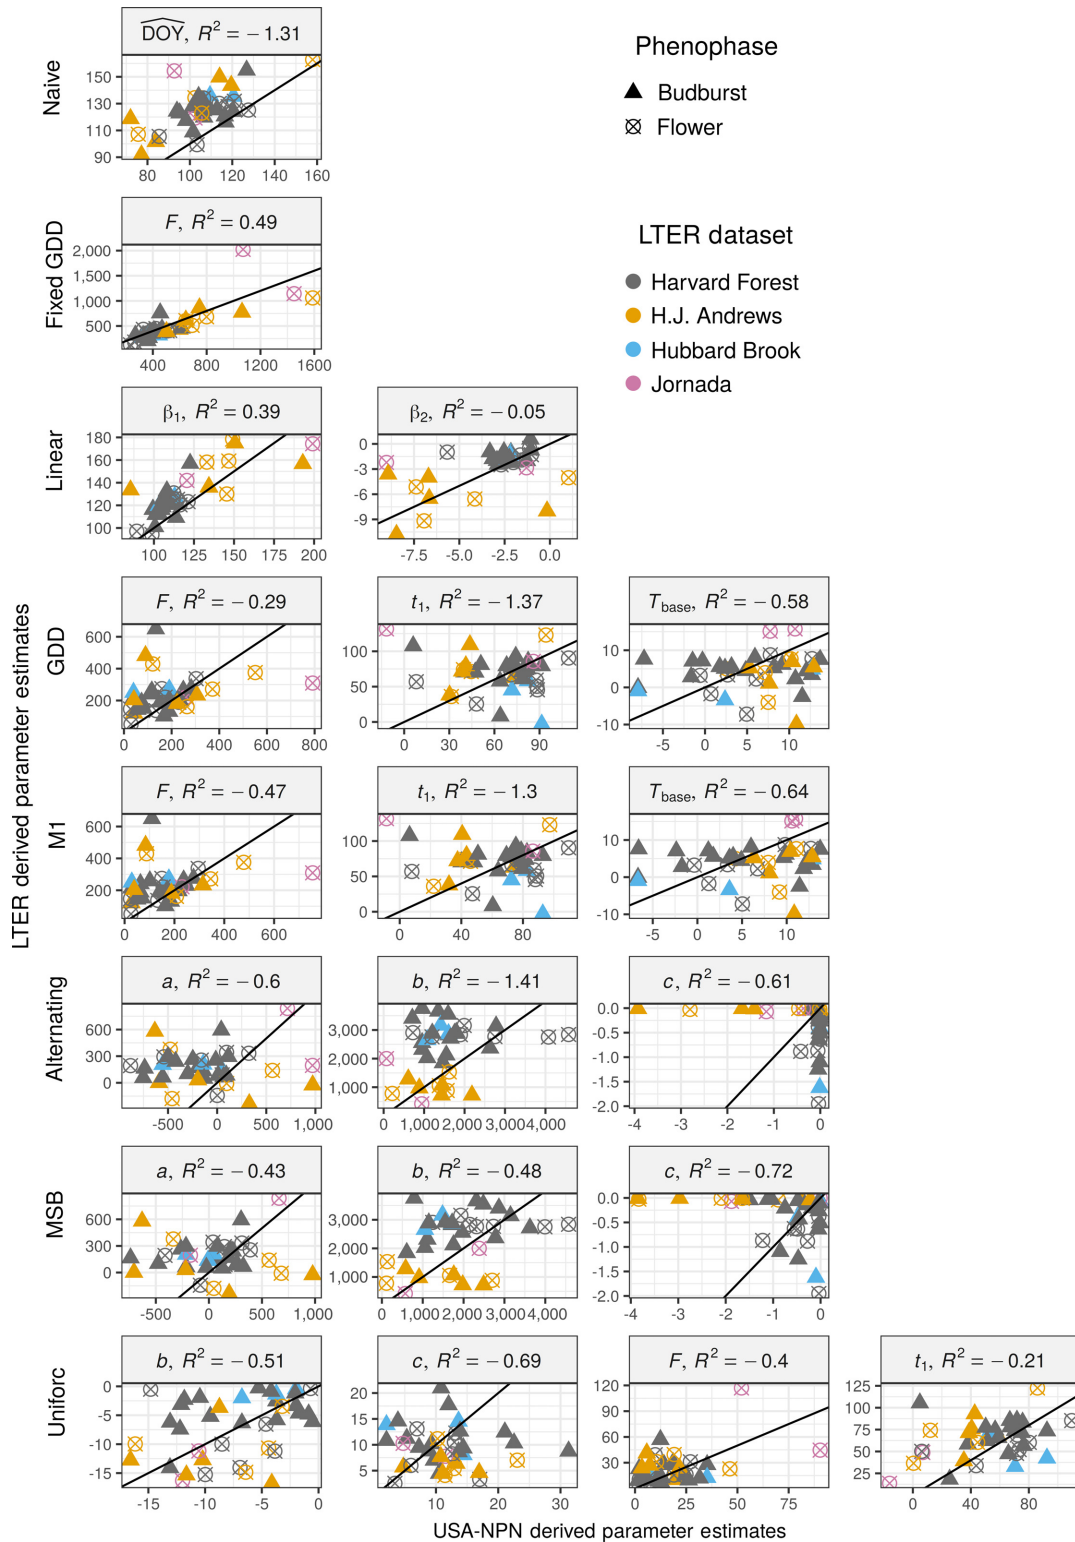 DOY, R² = −1.31
Naive
150
130
110
90
80 100 120 140 160
Phenophase
Budburst
Flower
F, R² = 0.49
Fixed GDD
2,000
1,500
1,000
500
400 800 1200 1600
LTER dataset
Harvard Forest
H.J. Andrews
Hubbard Brook
Jornada
β₁, R² = 0.39
β₂, R² = −0.05
Linear
180
160
140
120
100
100 125 150 175 200
0
-3
-6
-9
-7.5 -5.0 -2.5 0.0
LTER derived parameter estimates
F, R² = −0.29
t₁, R² = −1.37
T base, R² = −0.58
GDD
600
400
200
0 200 400 600 800
100
50
0
0 30 60 90
10
0
-10
-5 0 5 10
F, R² = −0.47
t₁, R² = −1.3
T base, R² = −0.64
M1
600
400
200
0 200 400 600
100
50
0
0 40 80
10
0
-10
-5 0 5 10
a, R² = −0.6
b, R² = −1.41
c, R² = −0.61
Alternating
600
300
0
-500 0 500 1,000
3,000
2,000
1,000
0 1,000 2,000 3,000 4,000
0.0
-0.5
-1.0
-1.5
-2.0
-4 -3 -2 -1 0
a, R² = −0.43
b, R² = −0.48
c, R² = −0.72
MSB
600
300
0
-500 0 500 1,000
3,000
2,000
1,000
0 1,000 2,000 3,000 4,000
0.0
-0.5
-1.0
-1.5
-2.0
-4 -3 -2 -1 0
b, R² = −0.51
c, R² = −0.69
F, R² = −0.4
t₁, R² = −0.21
Uniforc
0
-5
-10
-15
-15 -10 -5 0
20
15
10
5
10 20 30
120
90
60
30
0 25 50 75
125
100
75
50
25
0 40 80
USA-NPN derived parameter estimates